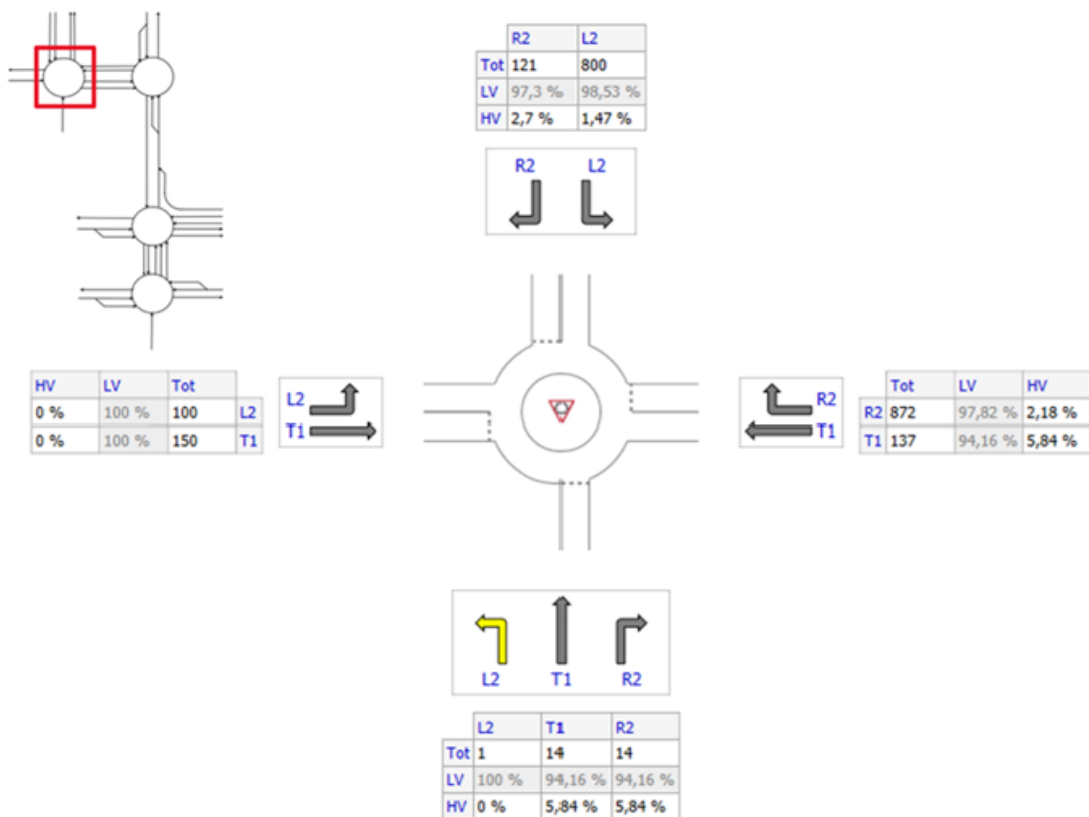 R2 L2
Tot 121 800
LV 97,3 % 98,53 %
HV 2,7 % 1,47 %
R2 L2
HV LV Tot
0 % 100 % 100 L2
0 % 100 % 150 T1
L2
T1
R2
T1
Tot LV HV
R2 872 97,82 % 2,18 %
T1 137 94,16 % 5,84 %
L2 T1 R2
L2 T1 R2
Tot 1 14 14
LV 100 % 94,16 % 94,16 %
HV 0 % 5,84 % 5,84 %